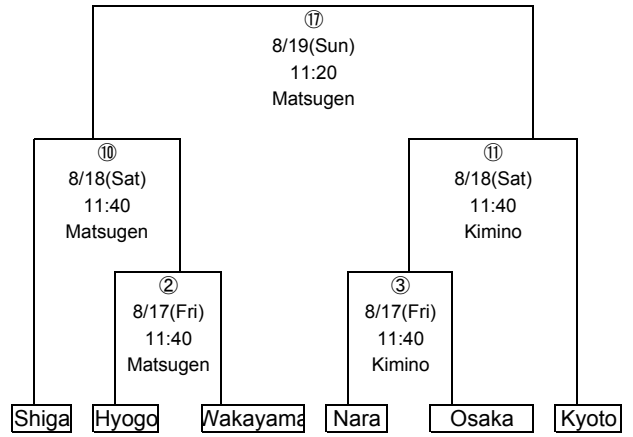 ⑰
8/19(Sun)
11:20
Matsugen
⑩
8/18(Sat)
11:40
Matsugen
⑪
8/18(Sat)
11:40
Kimino
②
8/17(Fri)
11:40
Matsugen
③
8/17(Fri)
11:40
Kimino
Shiga Hyogo Wakayama Nara Osaka Kyoto